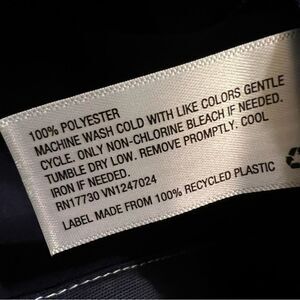 100% POLYESTER
MACHINE WASH COLD WITH LIKE COLORS GENTLE
CYCLE. ONLY NON-CHLORINE BLEACH IF NEEDED.
TUMBLE DRY LOW. REMOVE PROMPTLY. COOL
IRON IF NEEDED.
RN17730 VN1247024
LABEL MADE FROM 100% RECYCLED PLASTIC